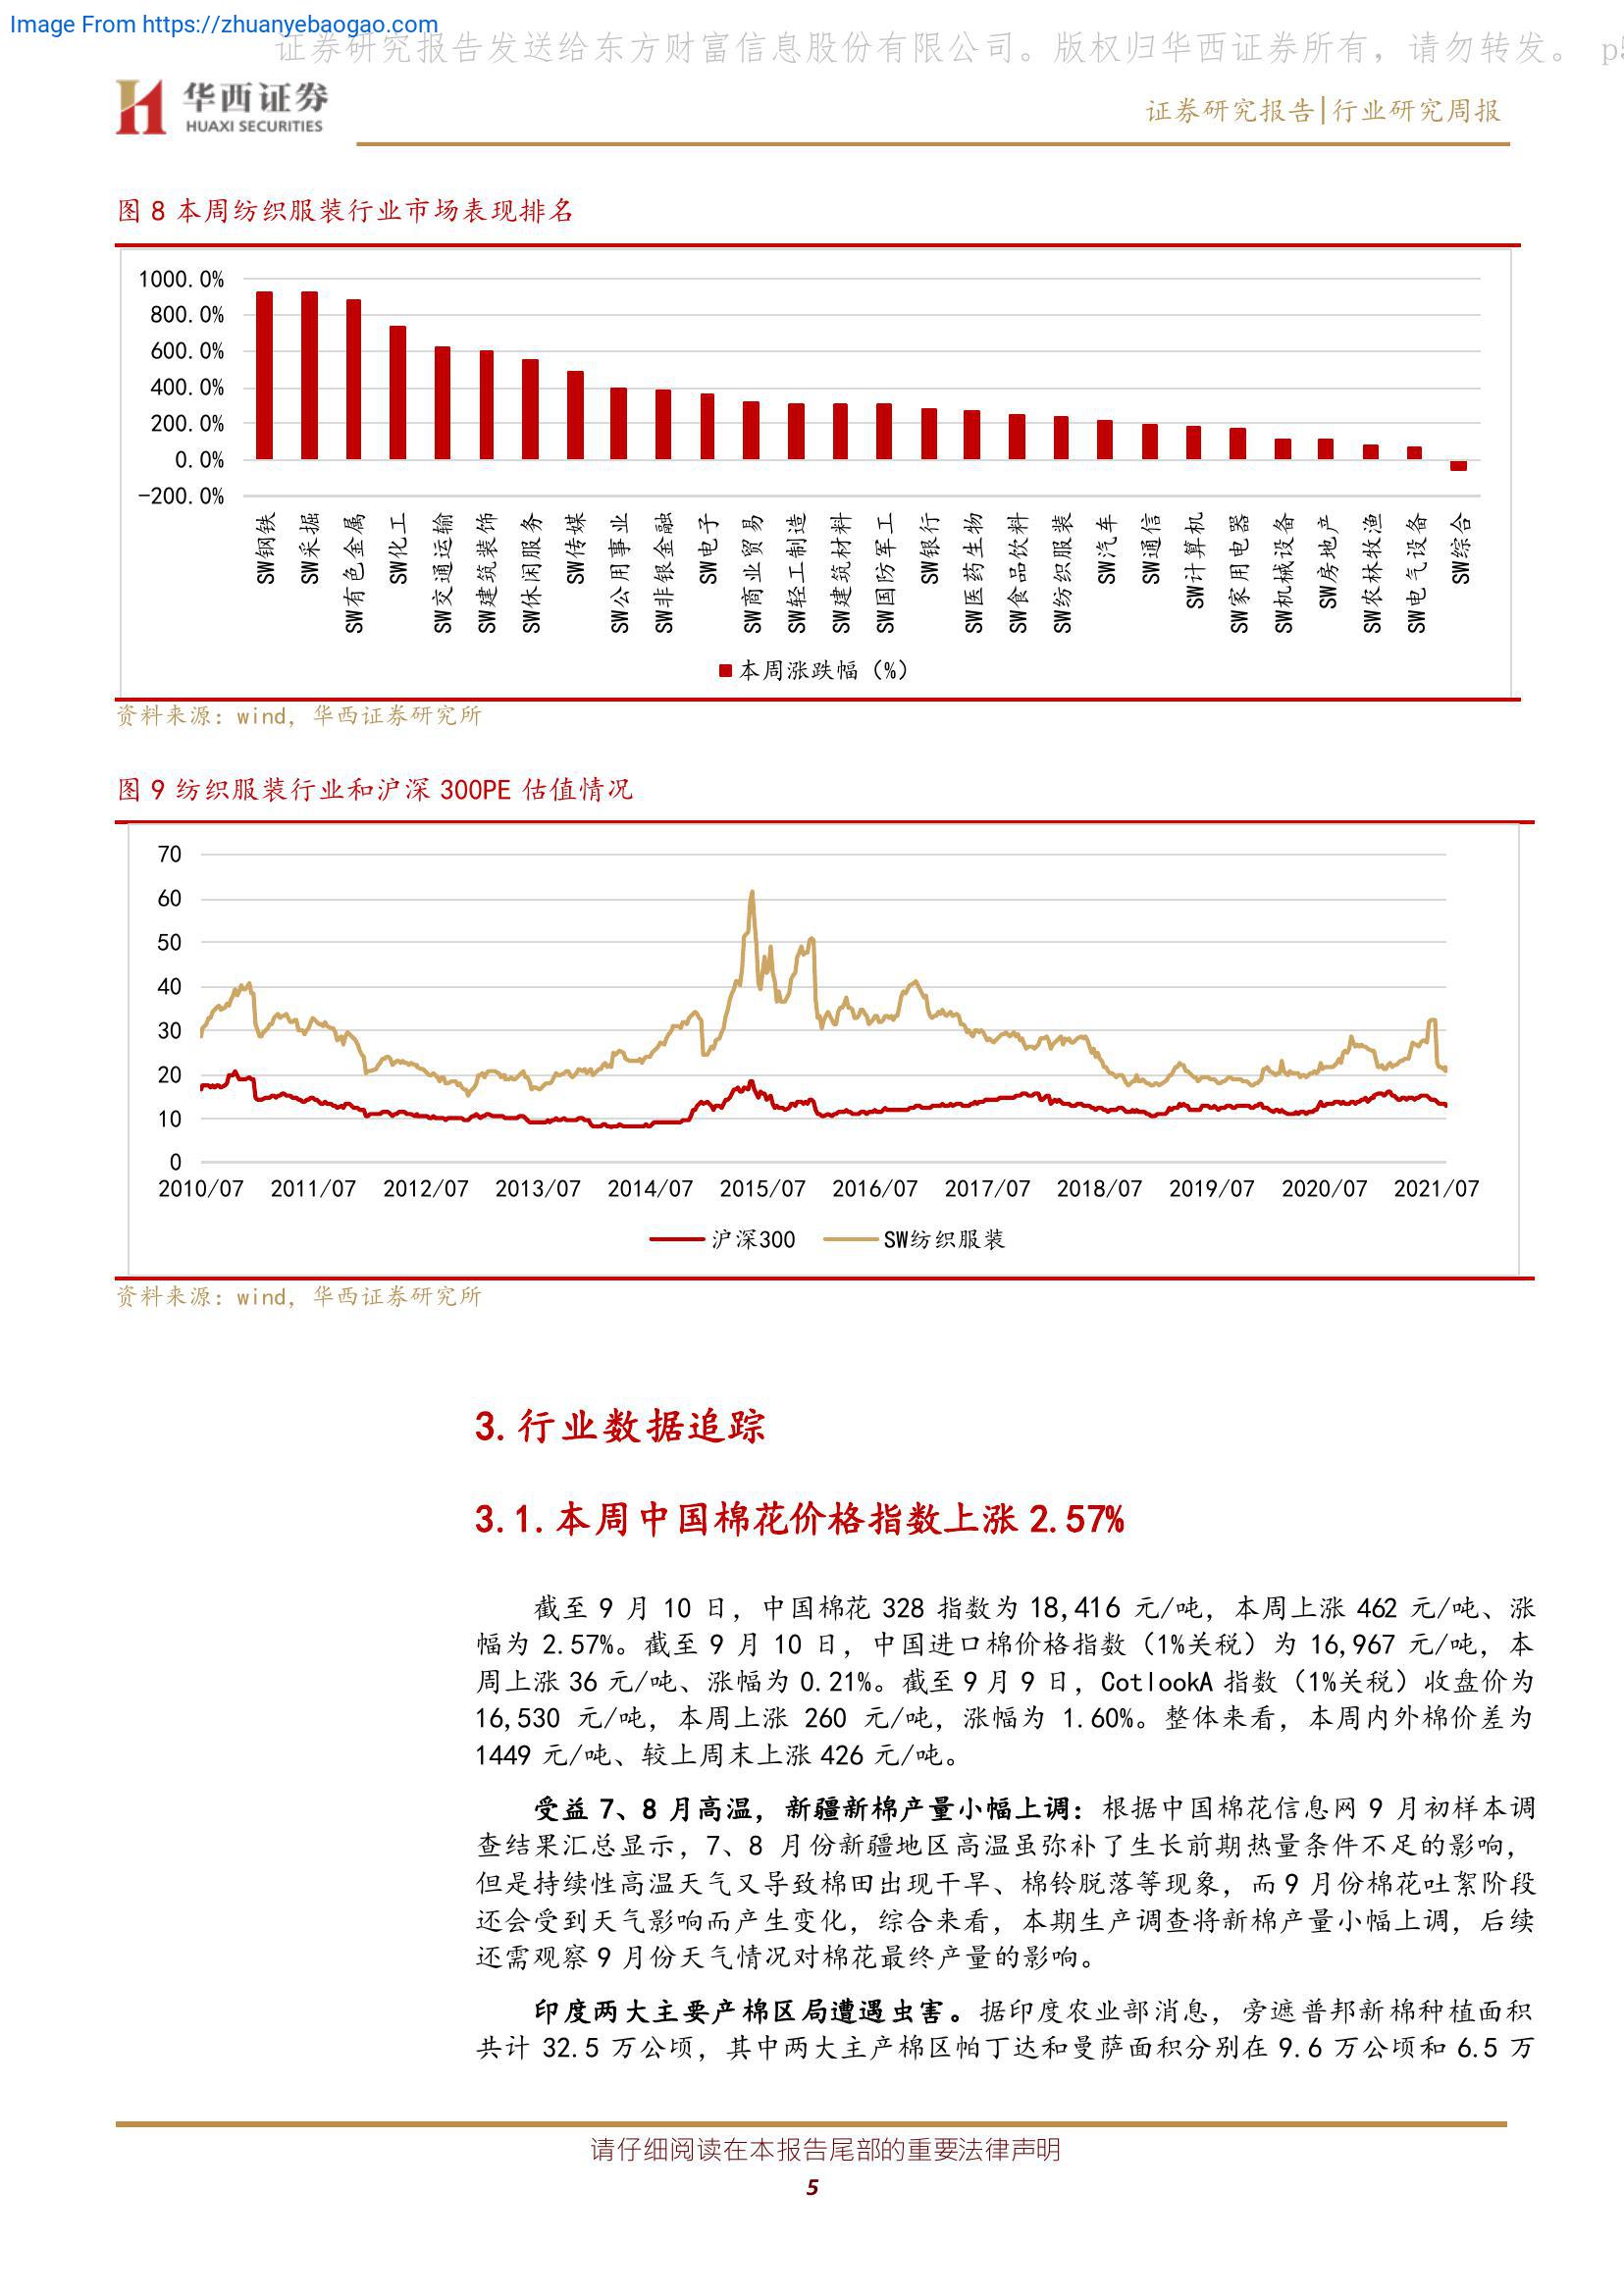 Image From https://zhuanyebaogao.com
证券研究报告发送给东方财富信息股份有限公司。版权归华西证券所有，请勿转发。 p5
华西证券
HUAXI SECURITIES
证券研究报告|行业研究周报
图 8 本周纺织服装行业市场表现排名
1000.0%
800.0%
600.0%
400.0%
200.0%
0.0%
-200.0%
SW钢铁
SW采掘
SW有色金属
SW化工
SW交通运输
SW建筑装饰
SW休闲服务
SW传媒
SW公用事业
SW非银金融
SW电子
SW商业贸易
SW轻工制造
SW建筑材料
SW国防军工
SW银行
SW医药生物
SW食品饮料
SW纺织服装
SW汽车
SW通信
SW计算机
SW家用电器
SW机械设备
SW房地产
SW农林牧渔
SW电气设备
SW综合
本周涨跌幅（%）
资料来源：wind，华西证券研究所
图 9 纺织服装行业和沪深 300PE 估值情况
70
60
50
40
30
20
10
0
2010/07 2011/07 2012/07 2013/07 2014/07 2015/07 2016/07 2017/07 2018/07 2019/07 2020/07 2021/07
沪深300 SW纺织服装
资料来源：wind，华西证券研究所
3.行业数据追踪
3.1.本周中国棉花价格指数上涨 2.57%
截至 9 月 10 日，中国棉花 328 指数为 18,416 元/吨，本周上涨 462 元/吨、涨
幅为 2.57%。截至 9 月 10 日，中国进口棉价格指数（1%关税）为 16,967 元/吨，本
周上涨 36 元/吨、涨幅为 0.21%。截至 9 月 9 日，CotlookA 指数（1%关税）收盘价为
16,530 元/吨，本周上涨 260 元/吨，涨幅为 1.60%。整体来看，本周内外棉价差为
1449 元/吨、较上周末上涨 426 元/吨。
受益 7、8 月高温，新疆新棉产量小幅上调：根据中国棉花信息网 9 月初样本调
查结果汇总显示，7、8 月份新疆地区高温虽弥补了生长前期热量条件不足的影响，
但是持续性高温天气又导致棉田出现干旱、棉铃脱落等现象，而 9 月份棉花吐絮阶段
还会受到天气影响而产生变化，综合来看，本期生产调查将新棉产量小幅上调，后续
还需观察 9 月份天气情况对棉花最终产量的影响。
印度两大主要产棉区局遭遇虫害。据印度农业部消息，旁遮普邦新棉种植面积
共计 32.5 万公顷，其中两大主产棉区帕丁达和曼萨面积分别在 9.6 万公顷和 6.5 万
请仔细阅读在本报告尾部的重要法律声明
5